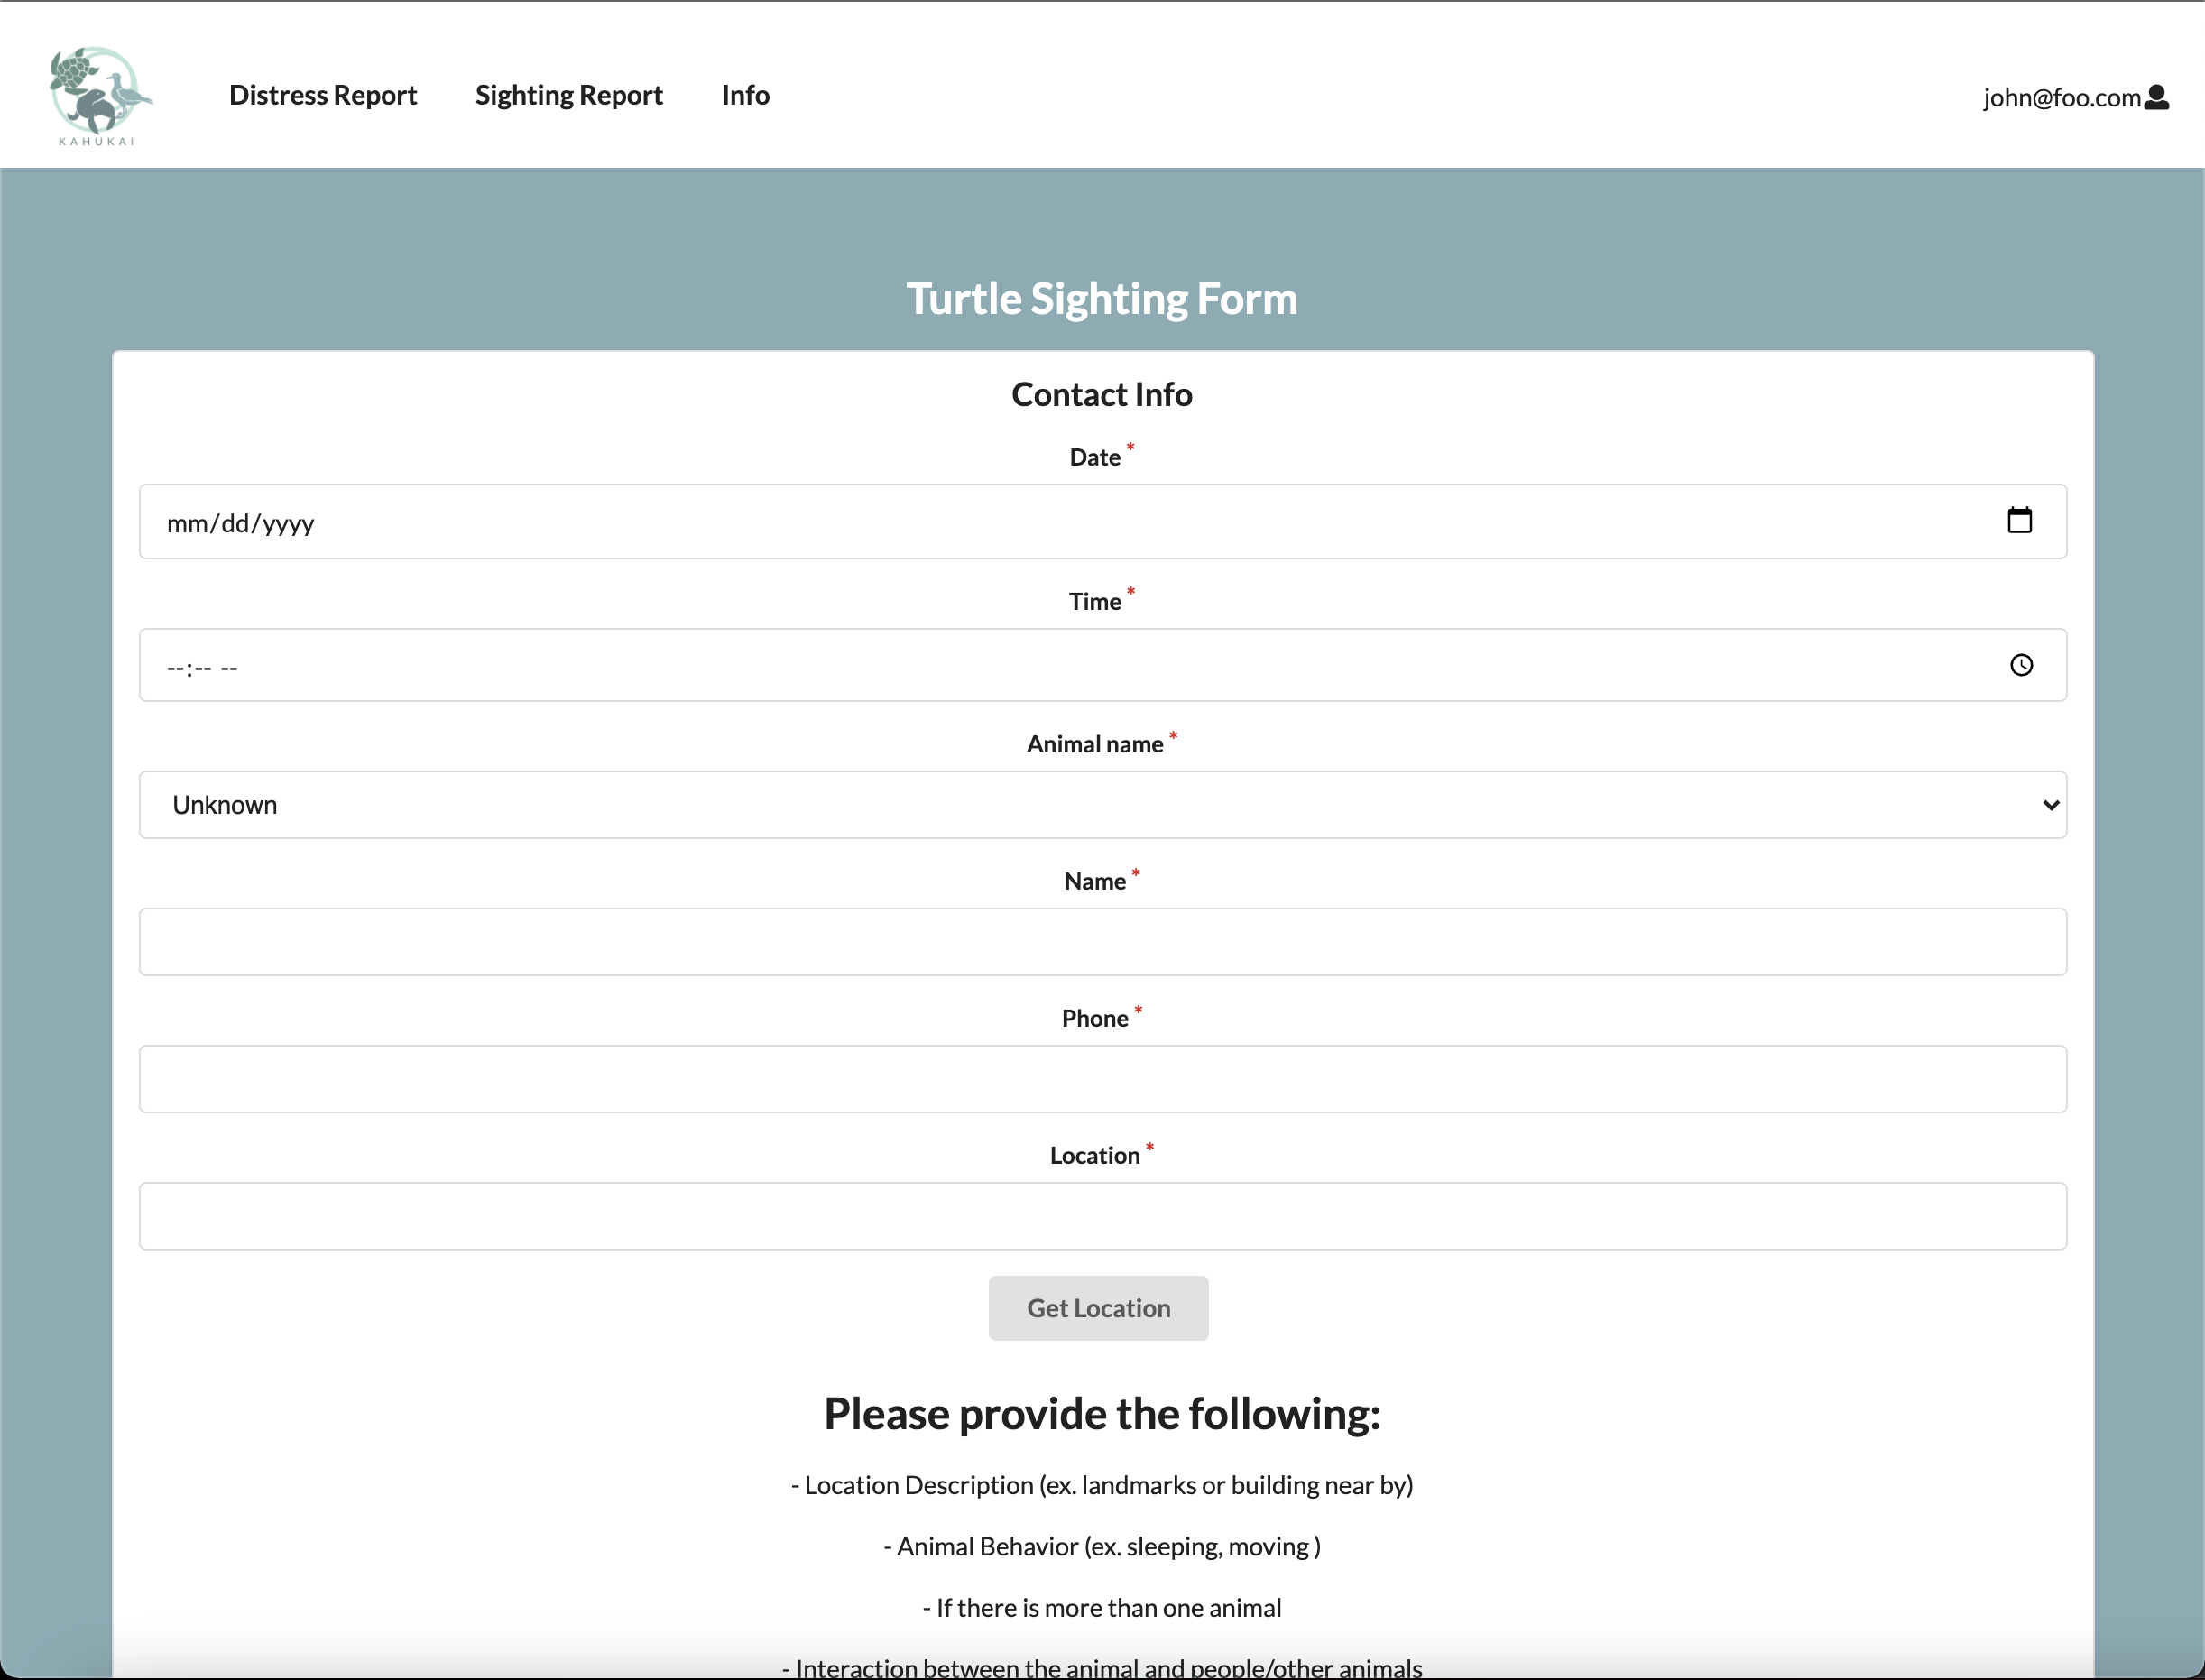 KAHUKAI
Distress Report
Sighting Report
Info
john@foo.com
Turtle Sighting Form
Contact Info
Date *
mm/dd/yyyy
Time *
--:-- --
Animal name *
Unknown
Name *
Phone *
Location *
Get Location
Please provide the following:
- Location Description (ex. landmarks or building near by)
- Animal Behavior (ex. sleeping, moving )
- If there is more than one animal
- Interaction between the animal and people/other animals